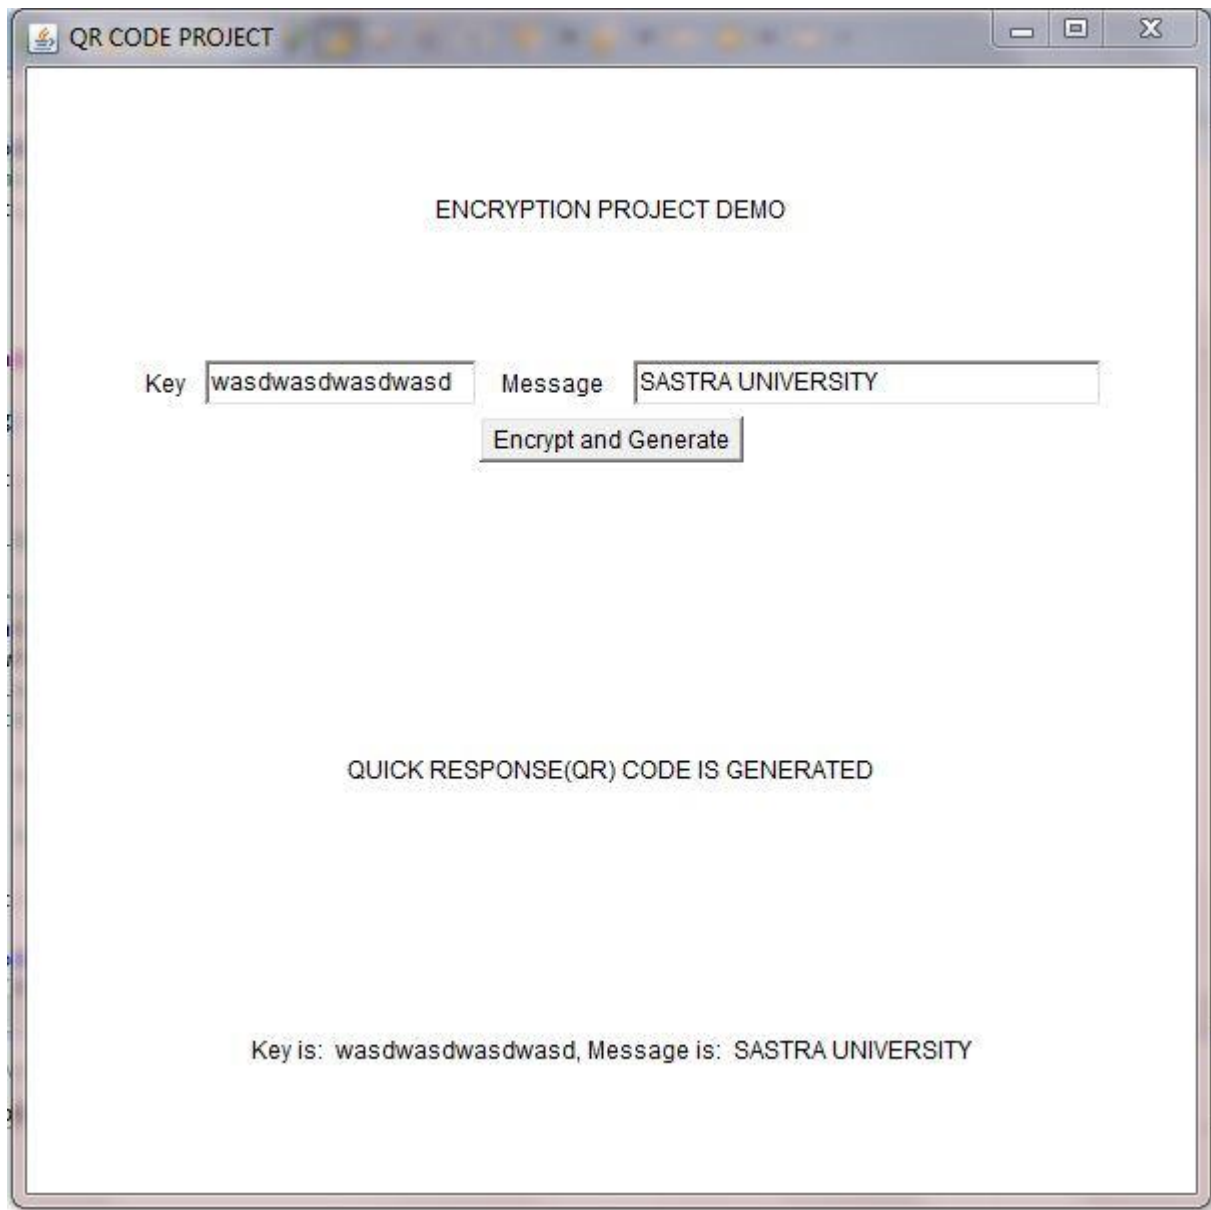 QR CODE PROJECT
ENCRYPTION PROJECT DEMO
Key wasdwasdwasdwasd Message SASTRA UNIVERSITY
Encrypt and Generate
QUICK RESPONSE(QR) CODE IS GENERATED
Key is: wasdwasdwasdwasd, Message is: SASTRA UNIVERSITY